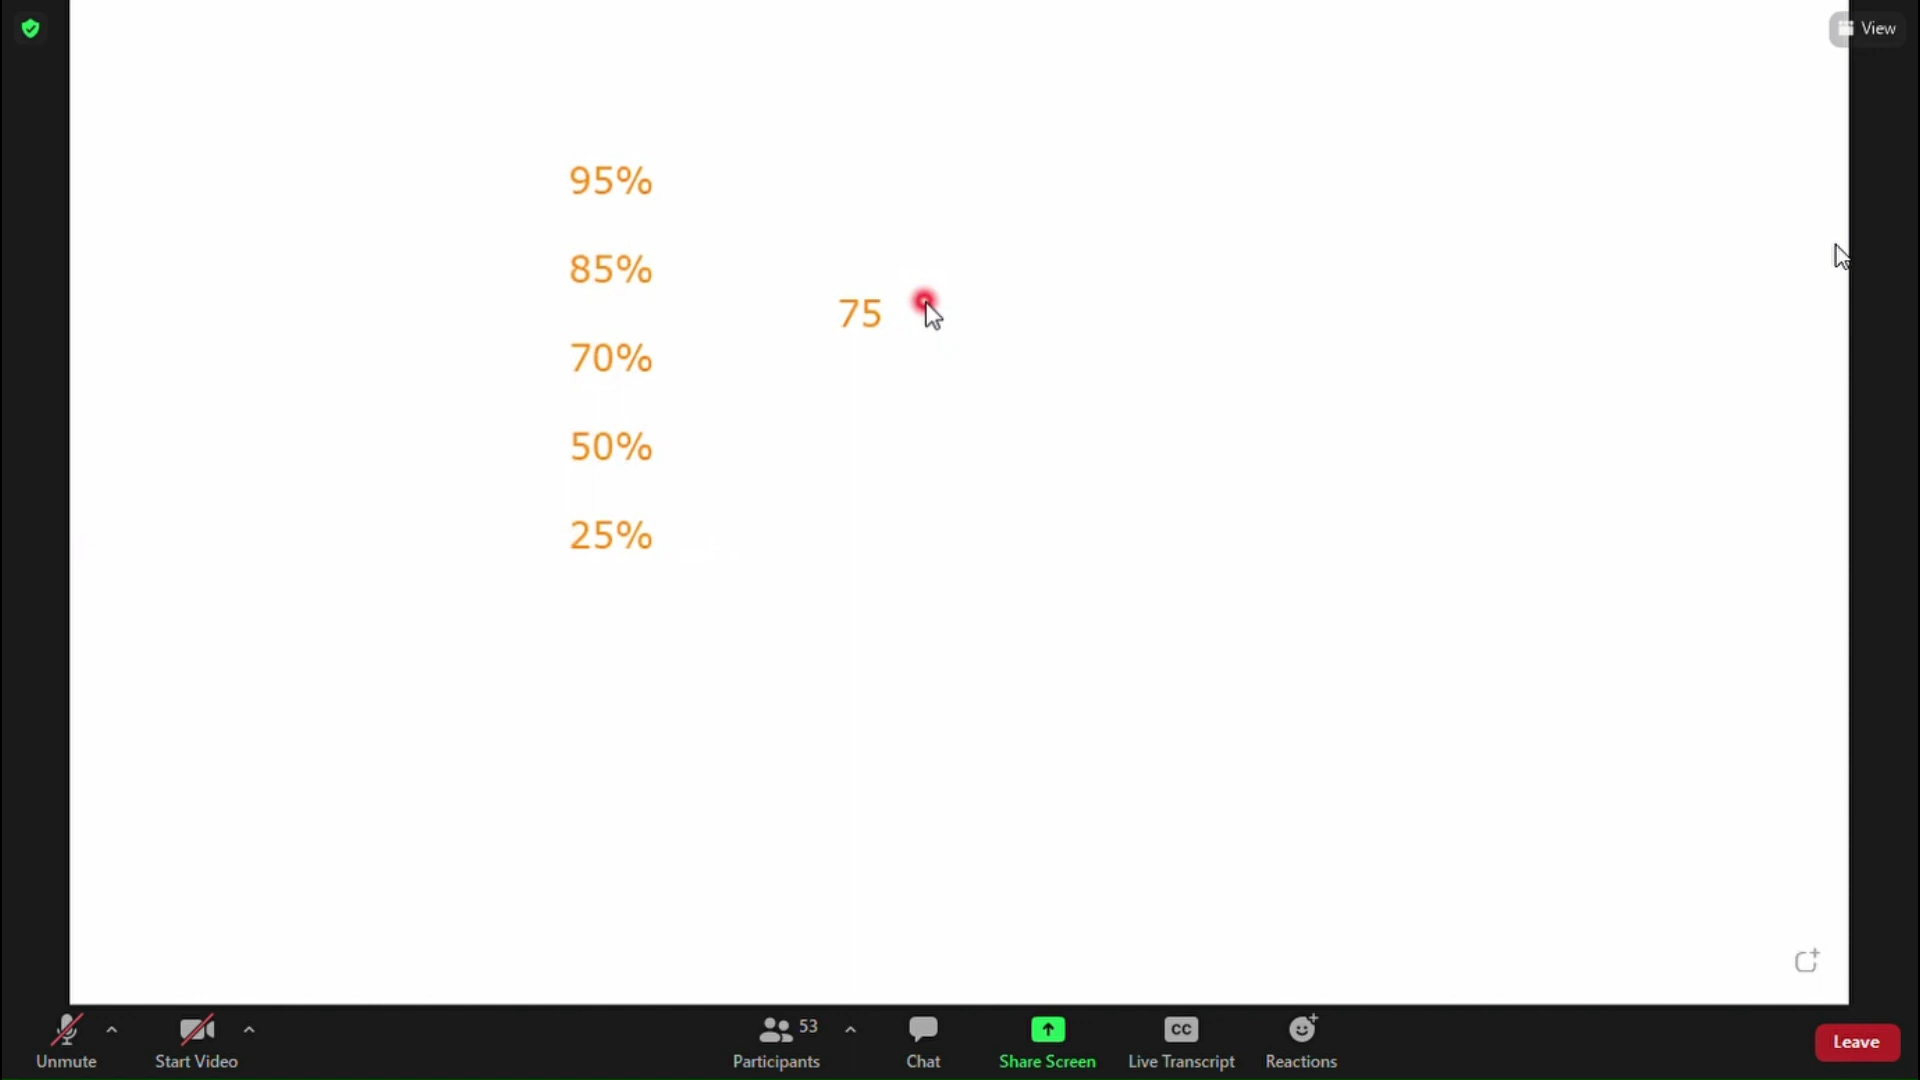 View
95%
85%
75
70%
50%
25%
53
Unmute
Start Video
Participants
Chat
Share Screen
CC
Live Transcript
Reactions
Leave